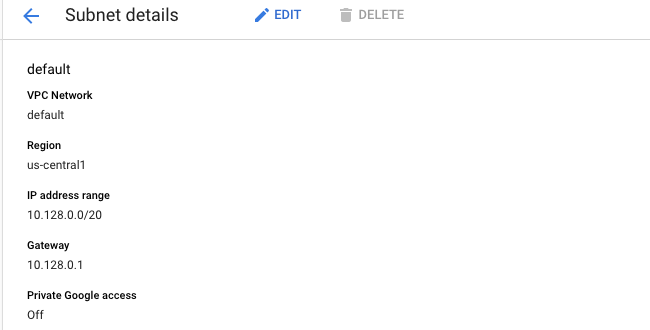 Subnet details EDIT DELETE
default
VPC Network
default
Region
us-central1
IP address range
10.128.0.0/20
Gateway
10.128.0.1
Private Google access
Off